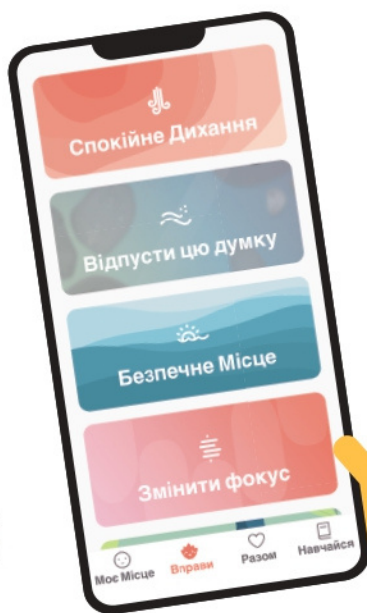 Спокійне Дихання
Відпусти цю думку
Безпечне Місце
Змінити фокус
Моє Місце
Вправи
Разом
Навчайся